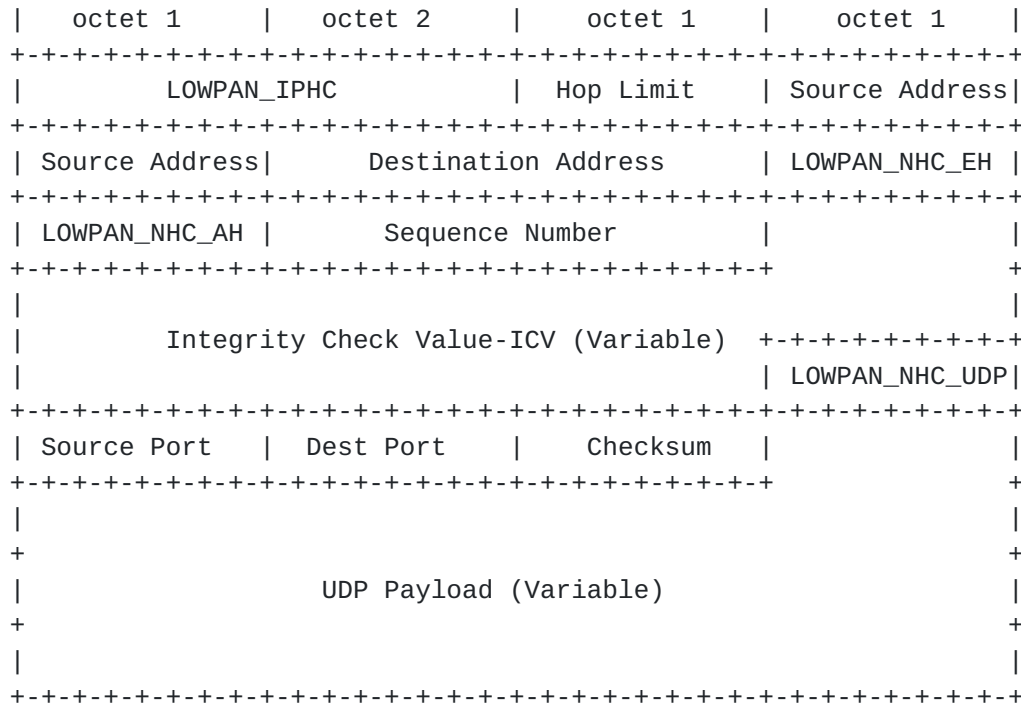 |   octet 1     |   octet 2     |    octet 1    |    octet 1    |
+-+-+-+-+-+-+-+-+-+-+-+-+-+-+-+-+-+-+-+-+-+-+-+-+-+-+-+-+-+-+-+-+
|         LOWPAN_IPHC           |  Hop Limit    | Source Address|
+-+-+-+-+-+-+-+-+-+-+-+-+-+-+-+-+-+-+-+-+-+-+-+-+-+-+-+-+-+-+-+-+
| Source Address|      Destination Address      | LOWPAN_NHC_EH |
+-+-+-+-+-+-+-+-+-+-+-+-+-+-+-+-+-+-+-+-+-+-+-+-+-+-+-+-+-+-+-+-+
| LOWPAN_NHC_AH |       Sequence Number         |               |
+-+-+-+-+-+-+-+-+-+-+-+-+-+-+-+-+-+-+-+-+-+-+-+-+               +
|                                                               |
|         Integrity Check Value-ICV (Variable)  +-+-+-+-+-+-+-+-+
|                                               | LOWPAN_NHC_UDP|
+-+-+-+-+-+-+-+-+-+-+-+-+-+-+-+-+-+-+-+-+-+-+-+-+-+-+-+-+-+-+-+-+
| Source Port   |  Dest Port    |    Checksum   |               |
+-+-+-+-+-+-+-+-+-+-+-+-+-+-+-+-+-+-+-+-+-+-+-+-+               +
|                                                               |
+                                                               +
|                   UDP Payload (Variable)                      |
+                                                               +
|                                                               |
+-+-+-+-+-+-+-+-+-+-+-+-+-+-+-+-+-+-+-+-+-+-+-+-+-+-+-+-+-+-+-+-+